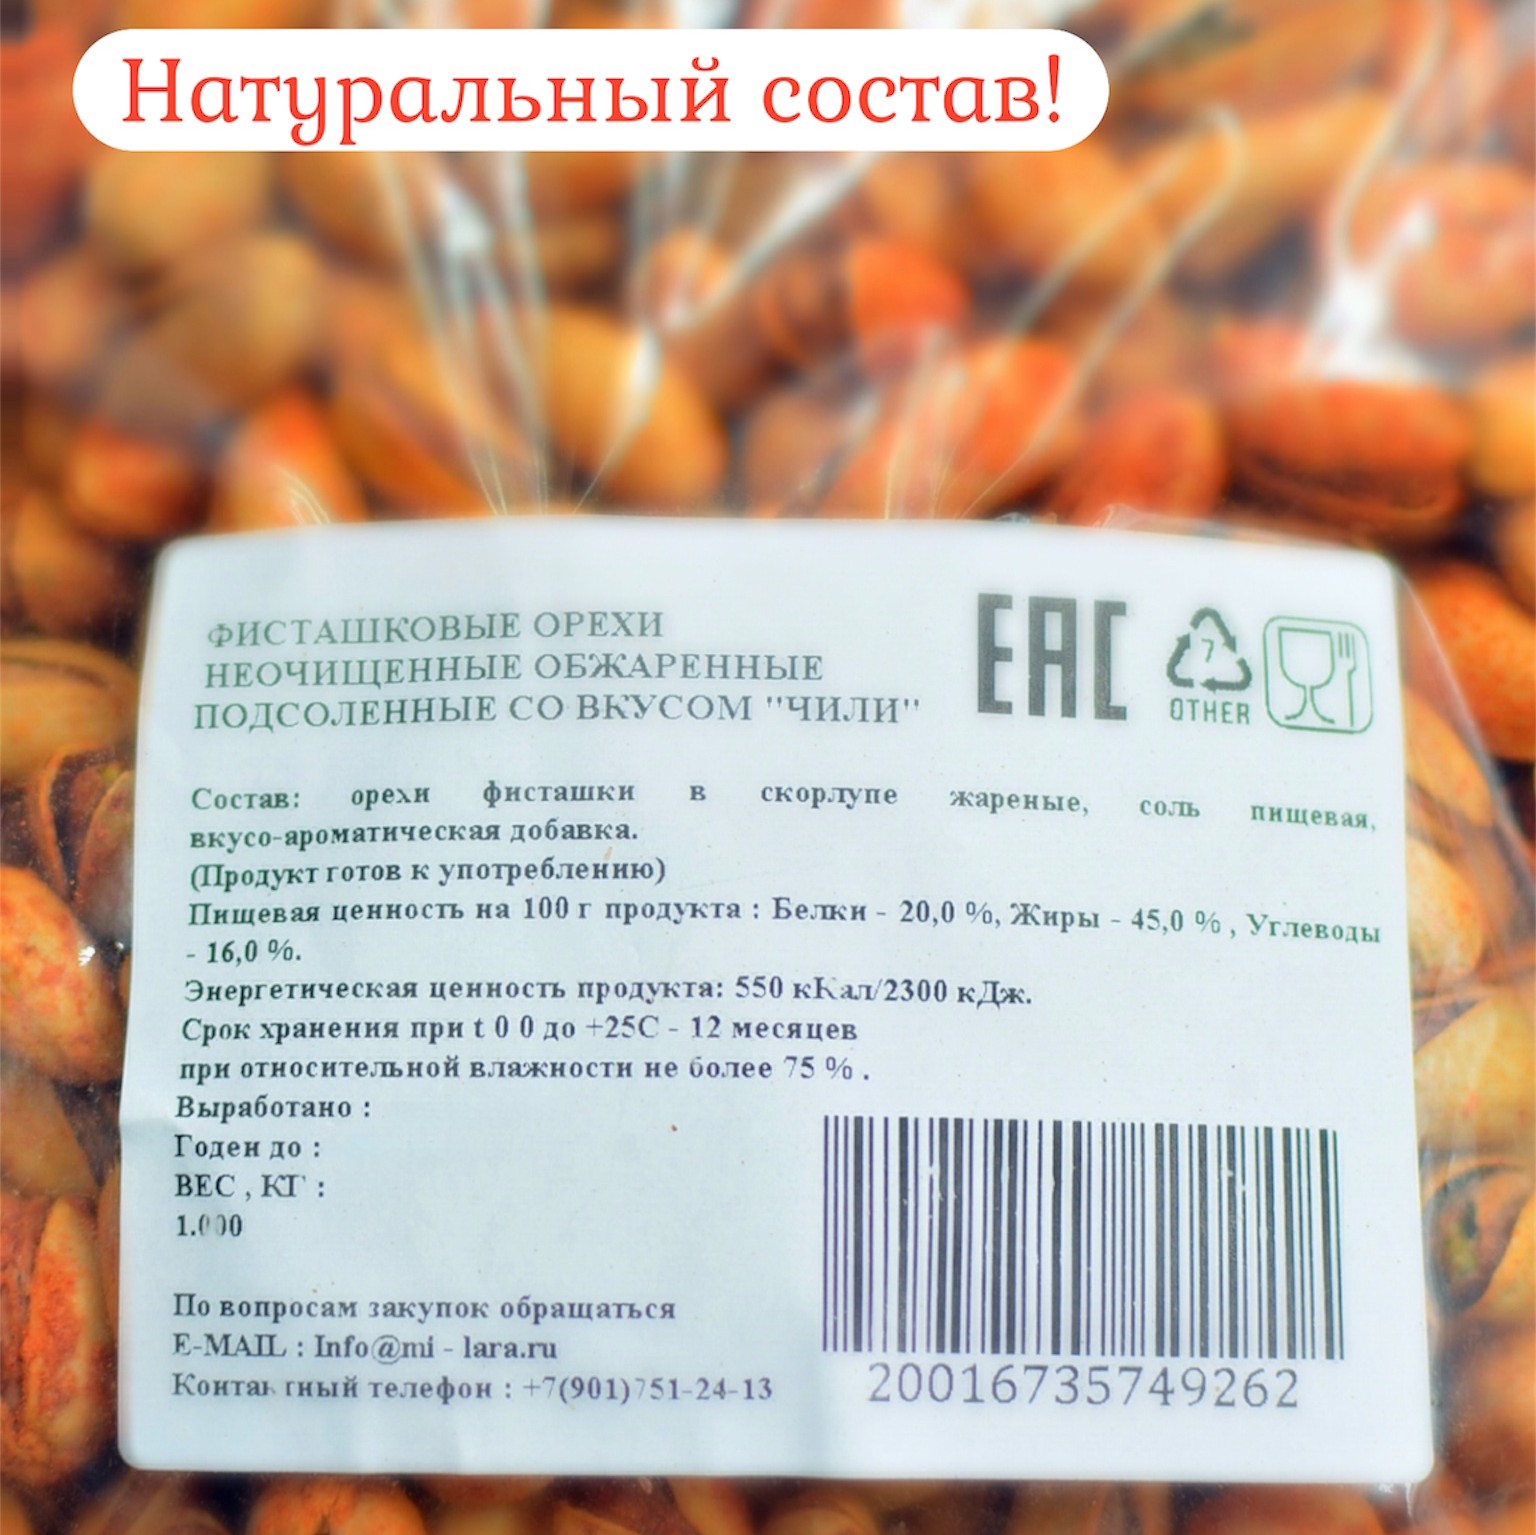 Натуральный состав!
ФИСТАШКОВЫЕ ОРЕХИ
НЕОЧИЩЕННЫЕ ОБЖАРЕННЫЕ
ПОДСОЛЕННЫЕ СО ВКУСОМ "ЧИЛИ"
EAC
7
OTHER
Состав: орехи фисташки в скорлупе жареные, соль пищевая,
вкусо-ароматическая добавка.
(Продукт готов к употреблению)
Пищевая ценность на 100 г продукта : Белки - 20,0 %, Жиры - 45,0 % , Углеводы
- 16,0 %.
Энергетическая ценность продукта: 550 кКал/2300 кДж.
Срок хранения при t 0 0 до +25С - 12 месяцев
при относительной влажности не более 75 % .
Выработано :
Годен до :
ВЕС , КГ :
1.000
По вопросам закупок обращаться
E-MAIL : Info@mi - lara.ru
Контактный телефон : +7(901)751-24-13
20016735749262